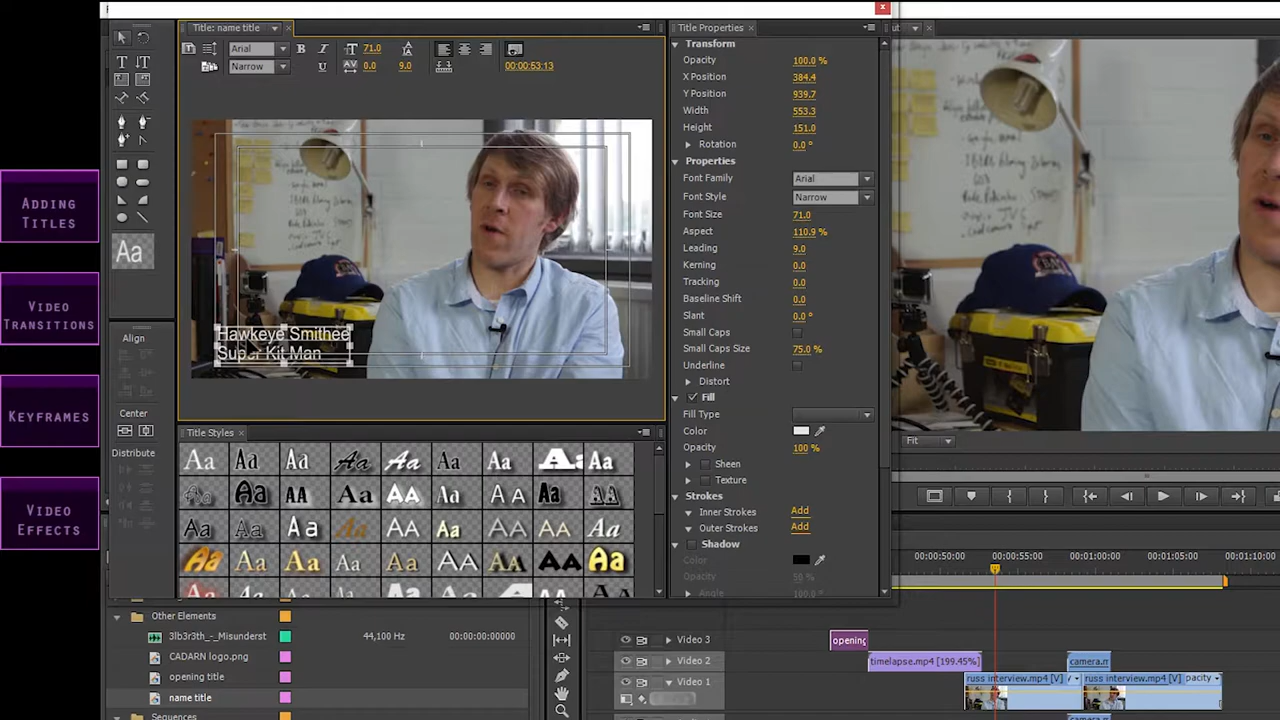 Title: name title
Title Properties
Arial
71.0
Narrow
0.0
9.0
00:00:53:13
Hawkeye Smithee
Super Kit Man
Transform
Opacity 100.0 %
X Position 384.4
Y Position 939.7
Width 553.3
Height 151.0
Rotation 0.0 °
Properties
Font Family Arial
Font Style Narrow
Font Size 71.0
Aspect 110.9 %
Leading 9.0
Kerning 0.0
Tracking 0.0
Baseline Shift 0.0
Slant 0.0 °
Small Caps
Small Caps Size 75.0 %
Underline
Distort
Fill
Fill Type
Color
Opacity 100 %
Sheen
Texture
Strokes
Inner Strokes Add
Outer Strokes Add
Shadow
Color
Opacity 50 %
Angle
ADDING
TITLES
VIDEO
TRANSITIONS
KEYFRAMES
VIDEO
EFFECTS
Aa
Align
Center
Distribute
Title Styles
Fit
00:00:50:00 00:00:55:00 00:01:00:00 00:01:05:00 00:01:10:00
Other Elements
3lb3r3th_-_Misunderst 44,100 Hz 00:00:00:00000
CADARN logo.png
opening title
name title
Sequences
Video 3
opening
Video 2
timelapse.mp4 [199.45%]
camera.m
Video 1
russ interview.mp4 [V]
russ interview.mp4 [V] pacity